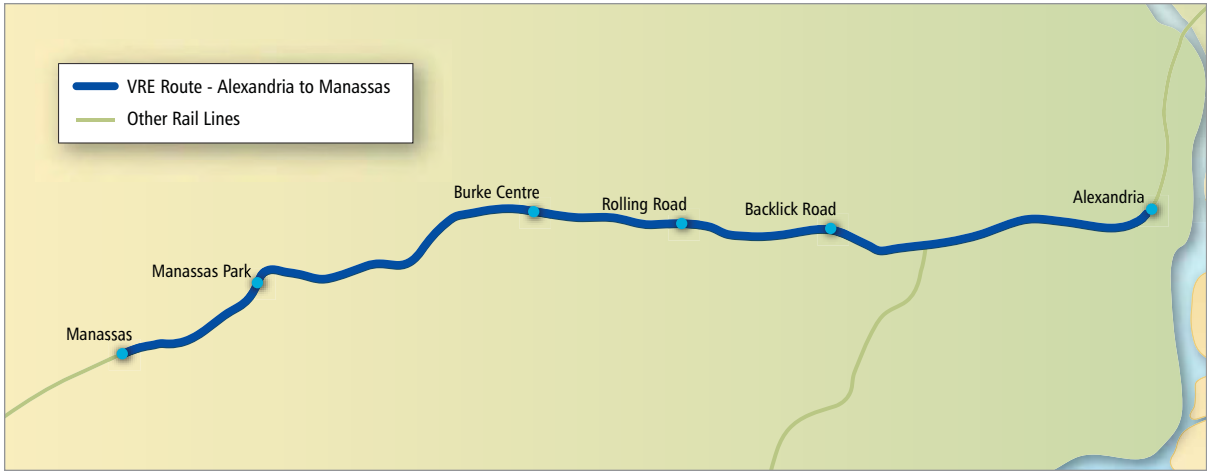 VRE Route - Alexandria to Manassas
Other Rail Lines
Burke Centre
Rolling Road
Backlick Road
Alexandria
Manassas Park
Manassas